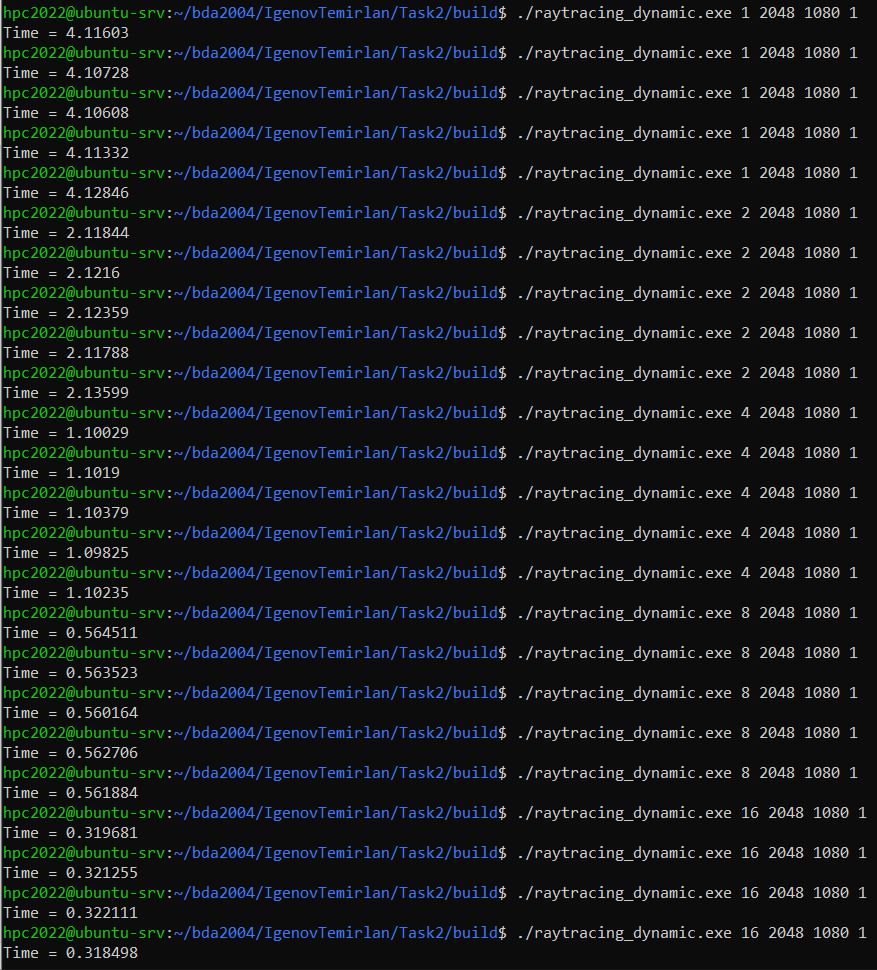 hpc2022@ubuntu-srv:~/bda2004/IgenovTemirlan/Task2/build$ ./raytracing_dynamic.exe 1 2048 1080 1
Time = 4.11603
hpc2022@ubuntu-srv:~/bda2004/IgenovTemirlan/Task2/build$ ./raytracing_dynamic.exe 1 2048 1080 1
Time = 4.10728
hpc2022@ubuntu-srv:~/bda2004/IgenovTemirlan/Task2/build$ ./raytracing_dynamic.exe 1 2048 1080 1
Time = 4.10608
hpc2022@ubuntu-srv:~/bda2004/IgenovTemirlan/Task2/build$ ./raytracing_dynamic.exe 1 2048 1080 1
Time = 4.11332
hpc2022@ubuntu-srv:~/bda2004/IgenovTemirlan/Task2/build$ ./raytracing_dynamic.exe 1 2048 1080 1
Time = 4.12846
hpc2022@ubuntu-srv:~/bda2004/IgenovTemirlan/Task2/build$ ./raytracing_dynamic.exe 2 2048 1080 1
Time = 2.11844
hpc2022@ubuntu-srv:~/bda2004/IgenovTemirlan/Task2/build$ ./raytracing_dynamic.exe 2 2048 1080 1
Time = 2.1216
hpc2022@ubuntu-srv:~/bda2004/IgenovTemirlan/Task2/build$ ./raytracing_dynamic.exe 2 2048 1080 1
Time = 2.12359
hpc2022@ubuntu-srv:~/bda2004/IgenovTemirlan/Task2/build$ ./raytracing_dynamic.exe 2 2048 1080 1
Time = 2.11788
hpc2022@ubuntu-srv:~/bda2004/IgenovTemirlan/Task2/build$ ./raytracing_dynamic.exe 2 2048 1080 1
Time = 2.13599
hpc2022@ubuntu-srv:~/bda2004/IgenovTemirlan/Task2/build$ ./raytracing_dynamic.exe 4 2048 1080 1
Time = 1.10029
hpc2022@ubuntu-srv:~/bda2004/IgenovTemirlan/Task2/build$ ./raytracing_dynamic.exe 4 2048 1080 1
Time = 1.1019
hpc2022@ubuntu-srv:~/bda2004/IgenovTemirlan/Task2/build$ ./raytracing_dynamic.exe 4 2048 1080 1
Time = 1.10379
hpc2022@ubuntu-srv:~/bda2004/IgenovTemirlan/Task2/build$ ./raytracing_dynamic.exe 4 2048 1080 1
Time = 1.09825
hpc2022@ubuntu-srv:~/bda2004/IgenovTemirlan/Task2/build$ ./raytracing_dynamic.exe 4 2048 1080 1
Time = 1.10235
hpc2022@ubuntu-srv:~/bda2004/IgenovTemirlan/Task2/build$ ./raytracing_dynamic.exe 8 2048 1080 1
Time = 0.564511
hpc2022@ubuntu-srv:~/bda2004/IgenovTemirlan/Task2/build$ ./raytracing_dynamic.exe 8 2048 1080 1
Time = 0.563523
hpc2022@ubuntu-srv:~/bda2004/IgenovTemirlan/Task2/build$ ./raytracing_dynamic.exe 8 2048 1080 1
Time = 0.560164
hpc2022@ubuntu-srv:~/bda2004/IgenovTemirlan/Task2/build$ ./raytracing_dynamic.exe 8 2048 1080 1
Time = 0.562706
hpc2022@ubuntu-srv:~/bda2004/IgenovTemirlan/Task2/build$ ./raytracing_dynamic.exe 8 2048 1080 1
Time = 0.561884
hpc2022@ubuntu-srv:~/bda2004/IgenovTemirlan/Task2/build$ ./raytracing_dynamic.exe 16 2048 1080 1
Time = 0.319681
hpc2022@ubuntu-srv:~/bda2004/IgenovTemirlan/Task2/build$ ./raytracing_dynamic.exe 16 2048 1080 1
Time = 0.321255
hpc2022@ubuntu-srv:~/bda2004/IgenovTemirlan/Task2/build$ ./raytracing_dynamic.exe 16 2048 1080 1
Time = 0.322111
hpc2022@ubuntu-srv:~/bda2004/IgenovTemirlan/Task2/build$ ./raytracing_dynamic.exe 16 2048 1080 1
Time = 0.318498